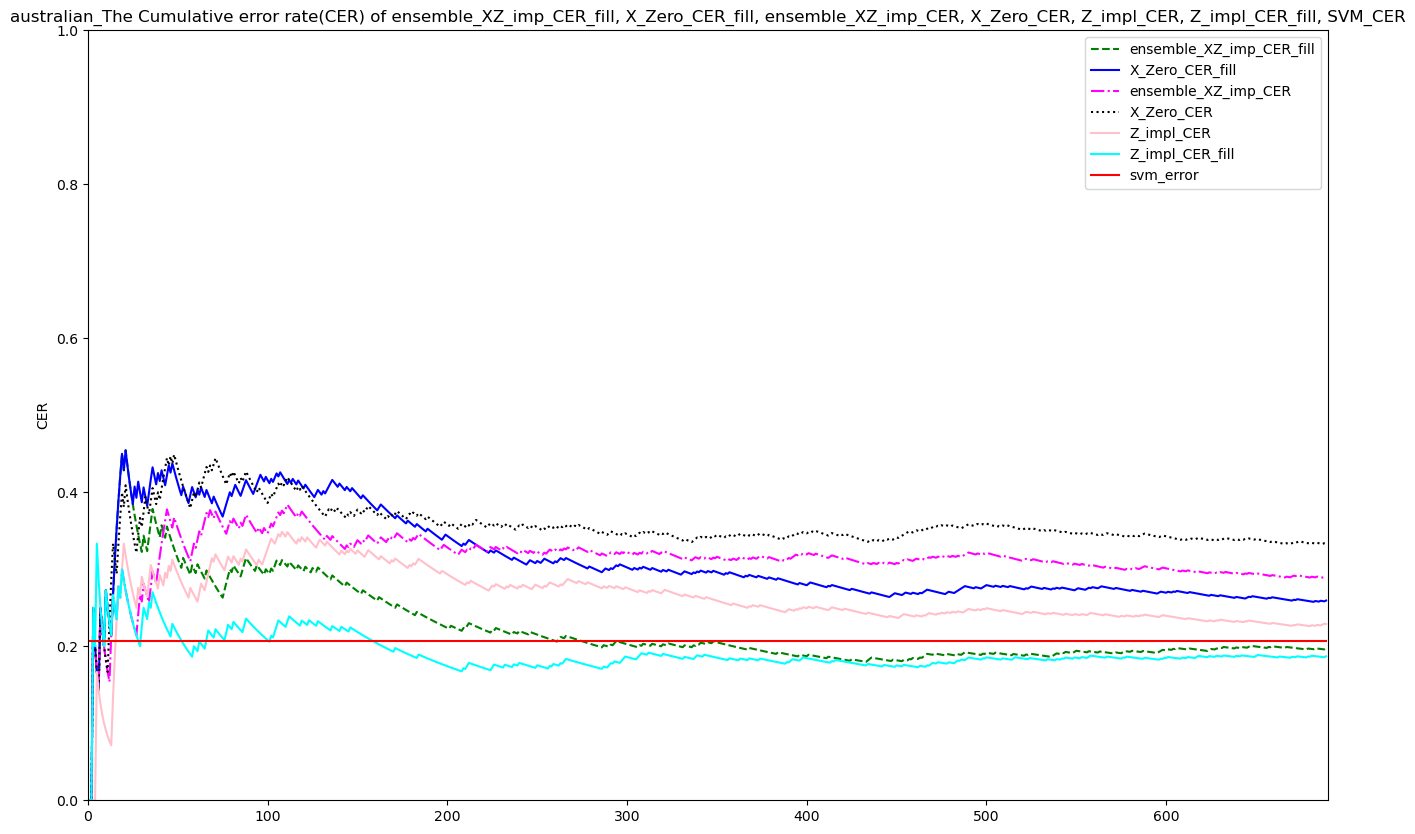 australian_The Cumulative error rate(CER) of ensemble_XZ_imp_CER_fill, X_Zero_CER_fill, ensemble_XZ_imp_CER, X_Zero_CER, Z_impl_CER, Z_impl_CER_fill, SVM_CER
1.0
0.8
0.6
0.4
0.2
0.0
CER
ensemble_XZ_imp_CER_fill
X_Zero_CER_fill
ensemble_XZ_imp_CER
X_Zero_CER
Z_impl_CER
Z_impl_CER_fill
svm_error
0 100 200 300 400 500 600